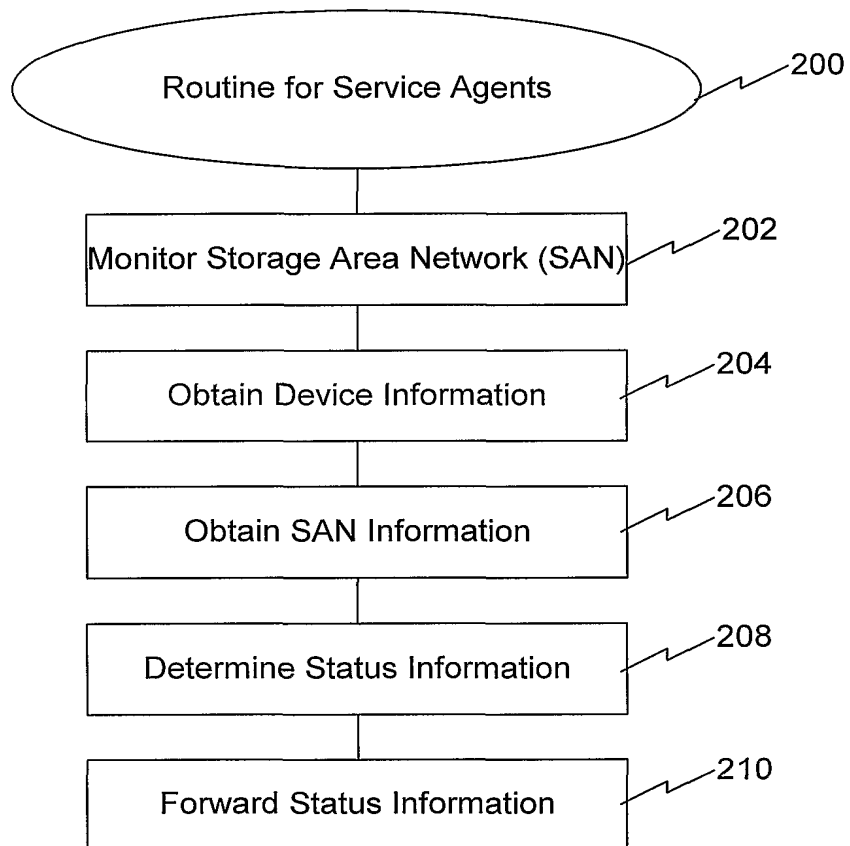 Routine for Service Agents
200
Monitor Storage Area Network (SAN)
202
Obtain Device Information
204
Obtain SAN Information
206
Determine Status Information
208
Forward Status Information
210